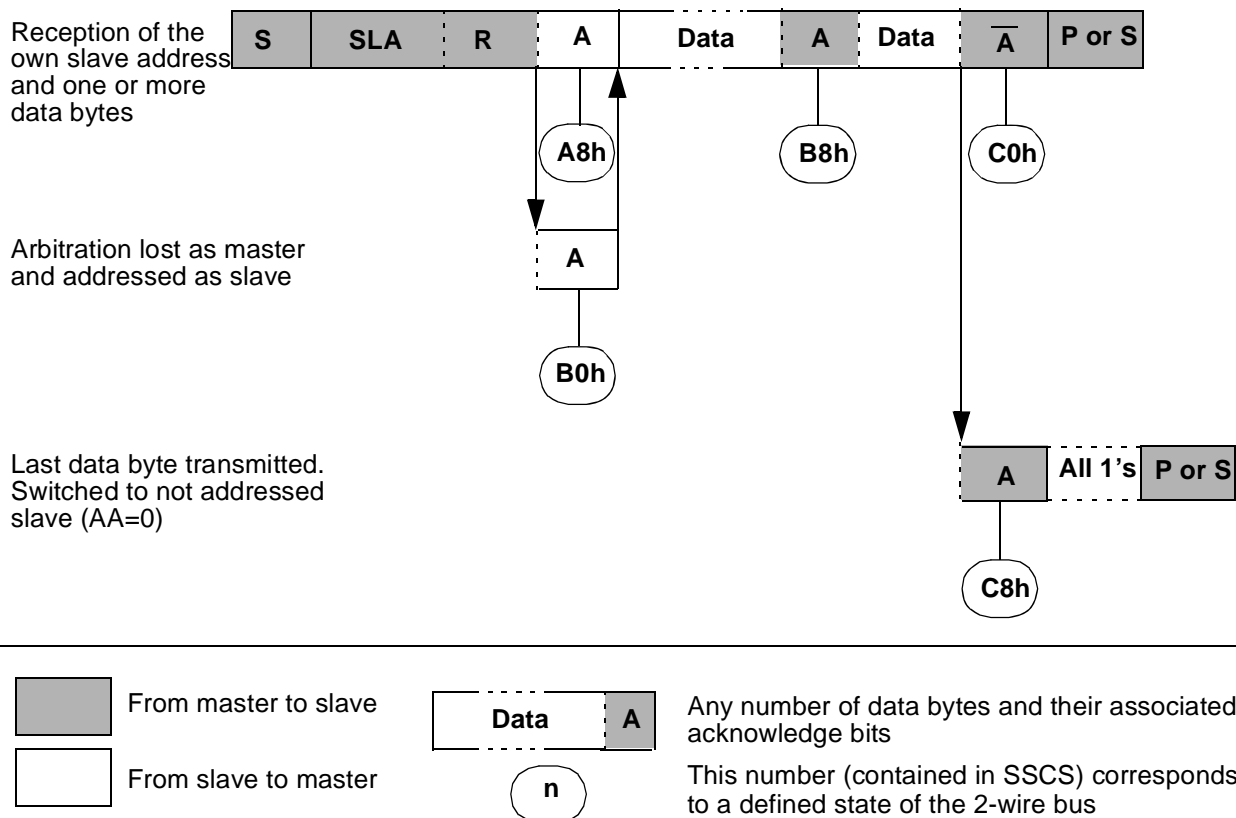 Reception of the
own slave address
and one or more
data bytes
S SLA R A Data A Data A̅ P or S
A8h B8h C0h
Arbitration lost as master
and addressed as slave
A
B0h
Last data byte transmitted.
Switched to not addressed
slave (AA=0)
A All 1’s P or S
C8h
From master to slave
Data A
Any number of data bytes and their associated
acknowledge bits
From slave to master
n
This number (contained in SSCS) corresponds
to a defined state of the 2-wire bus